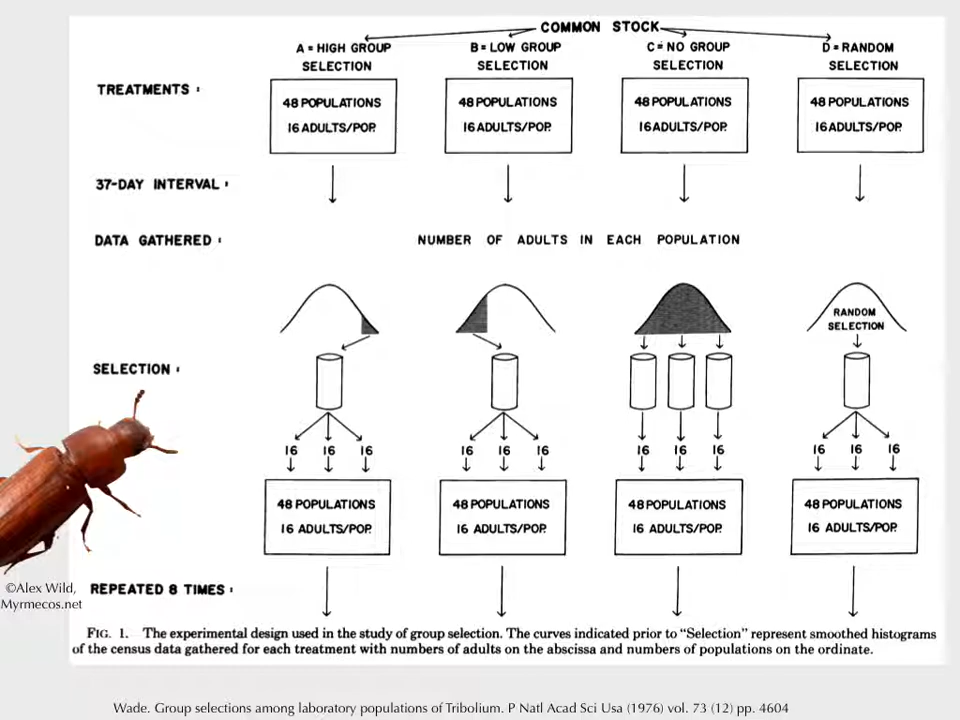 COMMON STOCK
A = HIGH GROUP SELECTION
B = LOW GROUP SELECTION
C = NO GROUP SELECTION
D = RANDOM SELECTION
TREATMENTS :
48 POPULATIONS
16 ADULTS/POP.
48 POPULATIONS
16 ADULTS/POP.
48 POPULATIONS
16 ADULTS/POP.
48 POPULATIONS
16 ADULTS/POP.
37-DAY INTERVAL :
DATA GATHERED :
NUMBER OF ADULTS IN EACH POPULATION
RANDOM
SELECTION
SELECTION :
16 16 16
16 16 16
16 16 16
16 16 16
48 POPULATIONS
16 ADULTS/POP.
48 POPULATIONS
16 ADULTS/POP.
48 POPULATIONS
16 ADULTS/POP.
48 POPULATIONS
16 ADULTS/POP.
©Alex Wild,
Myrmecos.net
REPEATED 8 TIMES :
FIG. 1. The experimental design used in the study of group selection. The curves indicated prior to “Selection” represent smoothed histograms
of the census data gathered for each treatment with numbers of adults on the abscissa and numbers of populations on the ordinate.
Wade. Group selections among laboratory populations of Tribolium. P Natl Acad Sci Usa (1976) vol. 73 (12) pp. 4604